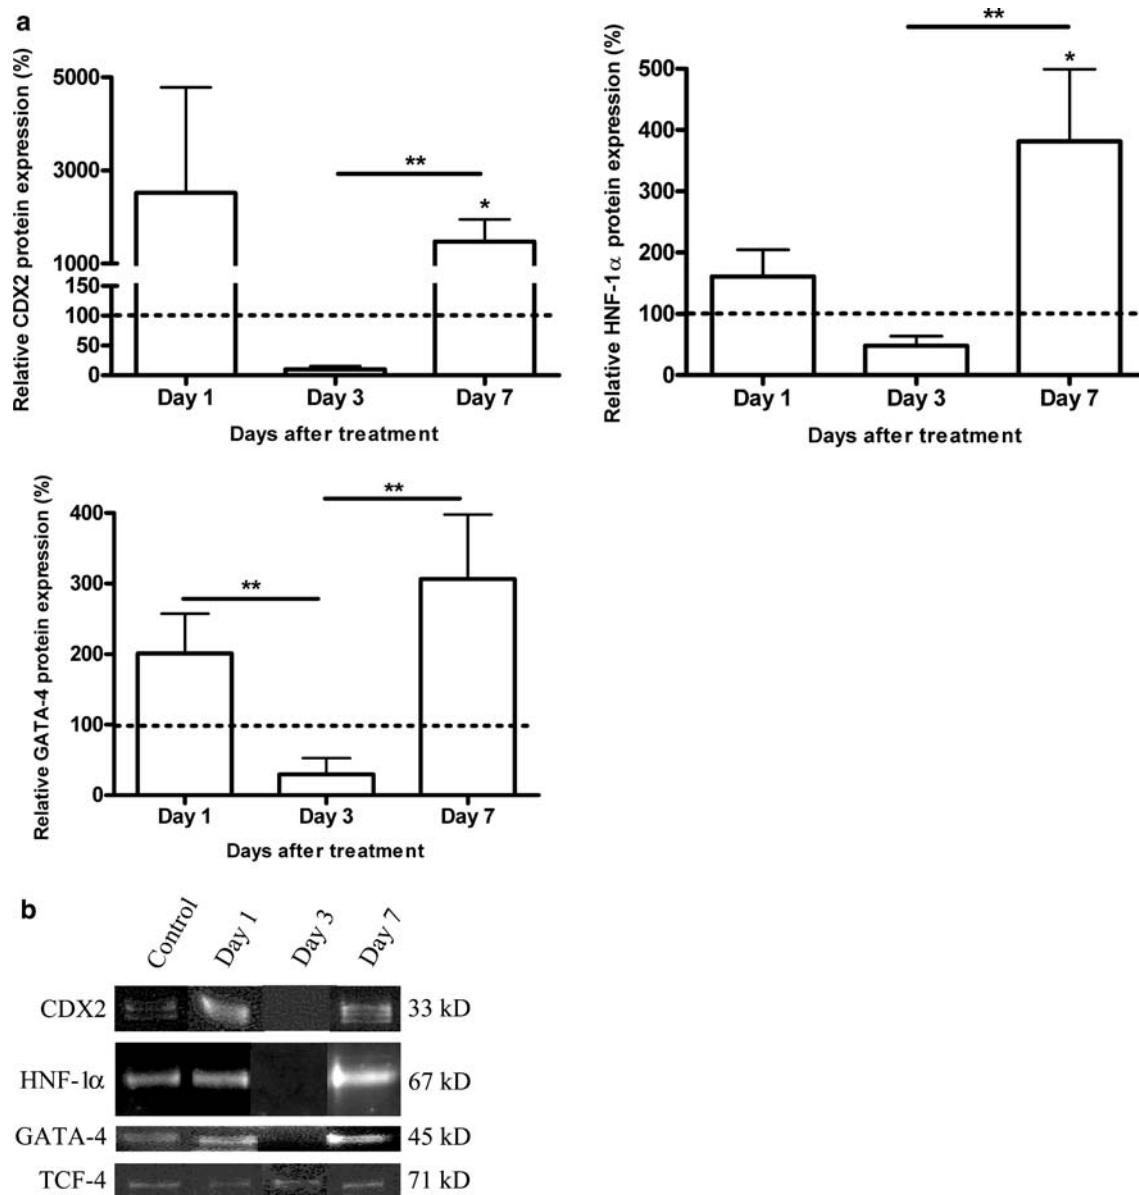 a
Relative CDX2 protein expression (%)
5000
3000
1000
150
100
50
0
**
*
Day 1 Day 3 Day 7
Days after treatment
Relative HNF-1α protein expression (%)
500
400
300
200
100
0
**
*
Day 1 Day 3 Day 7
Days after treatment
Relative GATA-4 protein expression (%)
400
300
200
100
0
**
**
Day 1 Day 3 Day 7
Days after treatment
b
Control Day 1 Day 3 Day 7
CDX2 33 kD
HNF-1α 67 kD
GATA-4 45 kD
TCF-4 71 kD